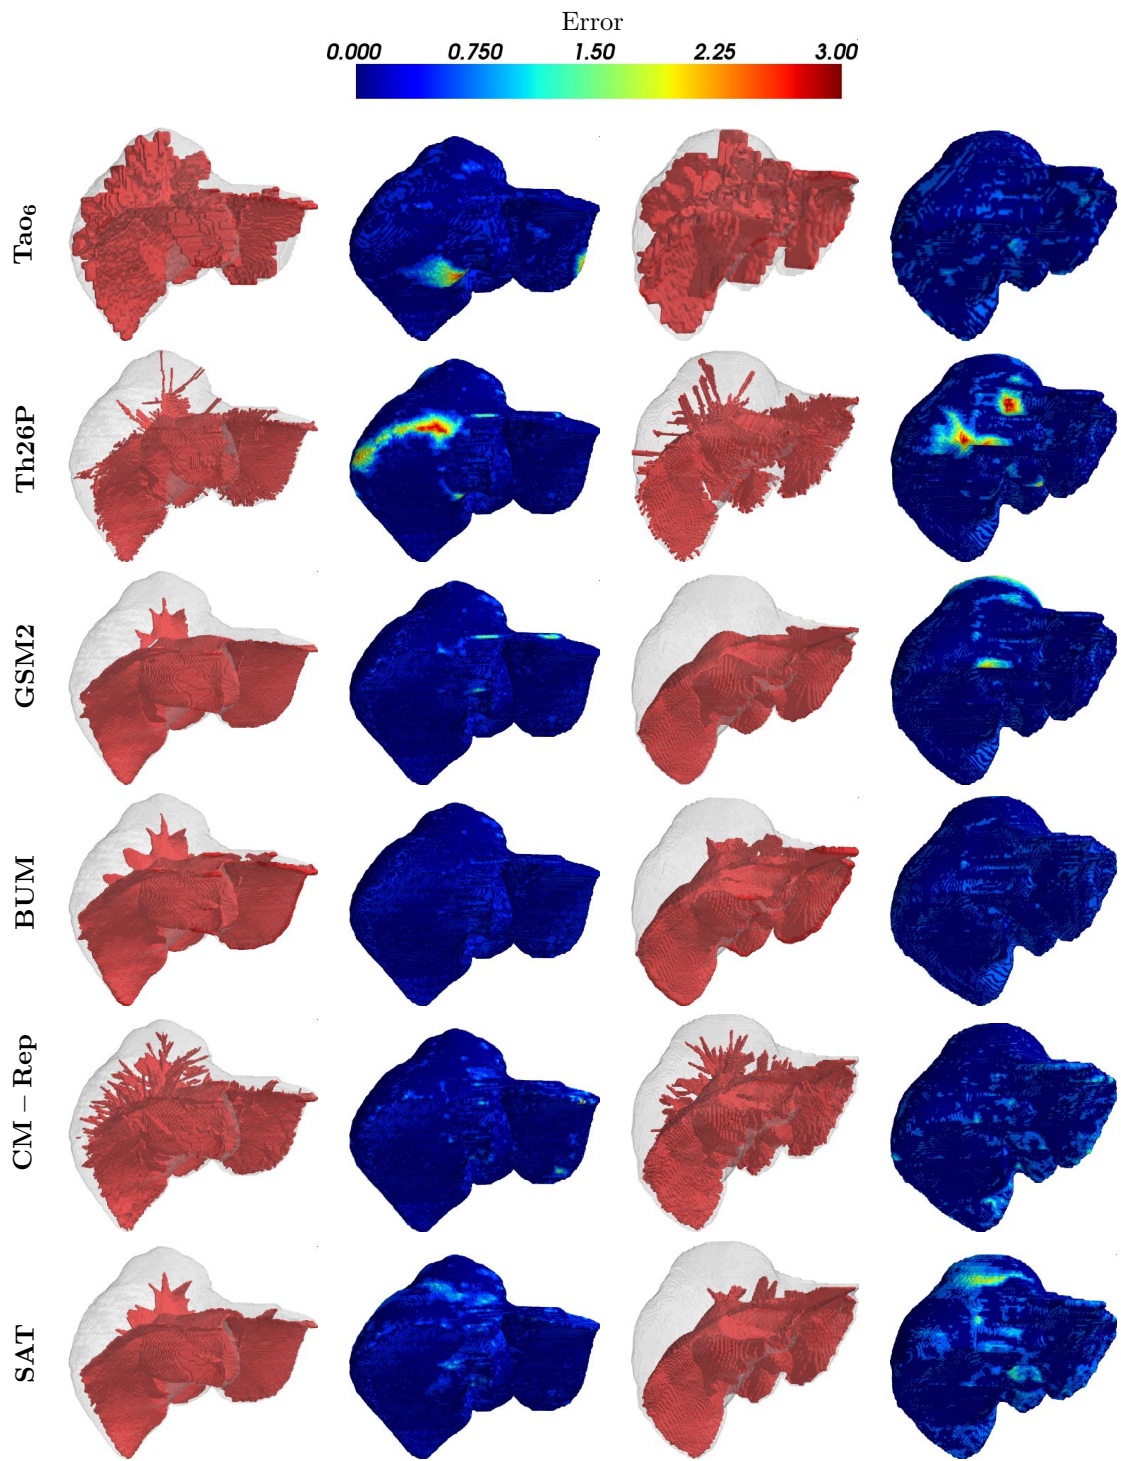 Error
0.000 0.750 1.50 2.25 3.00
Tao₆
Th26P
GSM2
BUM
CM – Rep
SAT